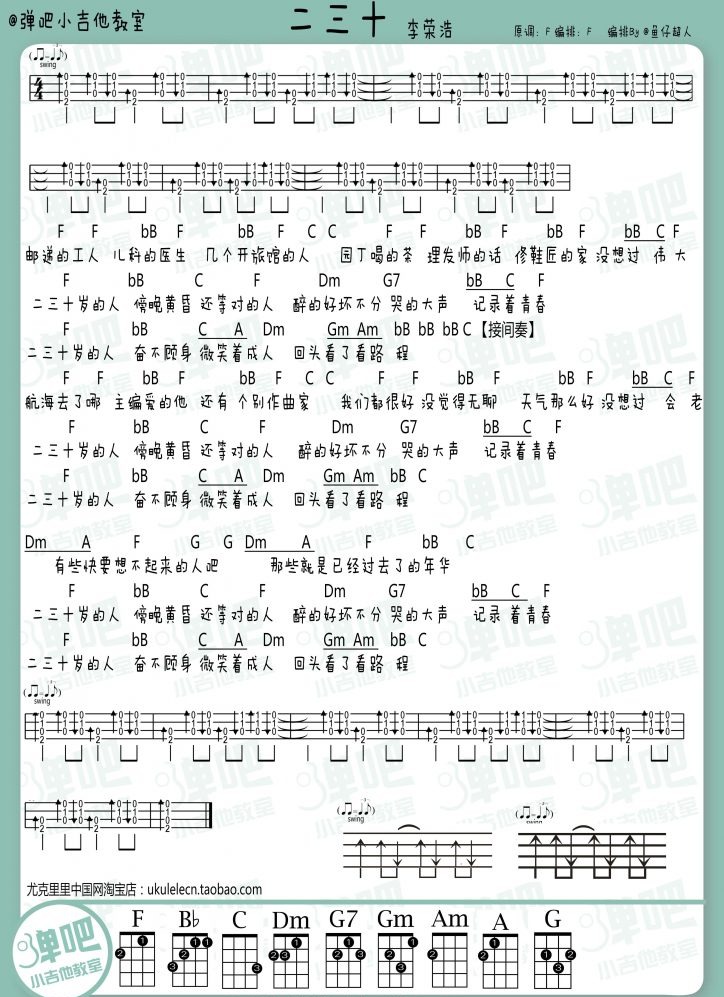 @弹吧小吉他教室
二三十 李荣浩
原调: F 编排: F 编排By @鱼仔超人
swing
F F bB F bB F C C F F bB F bB F bB C F
邮递的工人 儿科的医生 几个开旅馆的人 园丁喝的茶 理发师的话 修鞋匠的家 没想过 伟 大
F bB C F Dm G7 bB C F
二三十岁的人 傍晚黄昏 还等对的人 醉的好坏不分 哭的大声 记录着青春
F bB C A Dm Gm Am bB bB bB C【接间奏】
二三十岁的人 奋不顾身 微笑着成人 回头看了看路 程
F F bB F bB F C C F F bB F bB F bB C F
航海去了哪 主编爱的他 还有 个别作曲家 我们都很好 没觉得无聊 天气那么好 没想过 会 老
F bB C F Dm G7 bB C F
二三十岁的人 傍晚黄昏 还等对的人 醉的好坏不分 哭的大声 记录着青春
F bB C A Dm Gm Am bB C
二三十岁的人 奋不顾身 微笑着成人 回头看了看路 程
Dm A F G G Dm A F bB C
有些快要想不起来的人吧 那些就是已经过去了的年华
F bB C F Dm G7 bB C F
二三十岁的人 傍晚黄昏 还等对的人 醉的好坏不分 哭的大声 记录 着青春
F bB C A Dm Gm Am bB C
二三十岁的人 奋不顾身 微笑着成人 回头看了看路 程
swing
swing
swing
尤克里里中国网淘宝店：ukulelecn.taobao.com
弹吧
小吉他教室
F B♭ C Dm G7 Gm Am A G